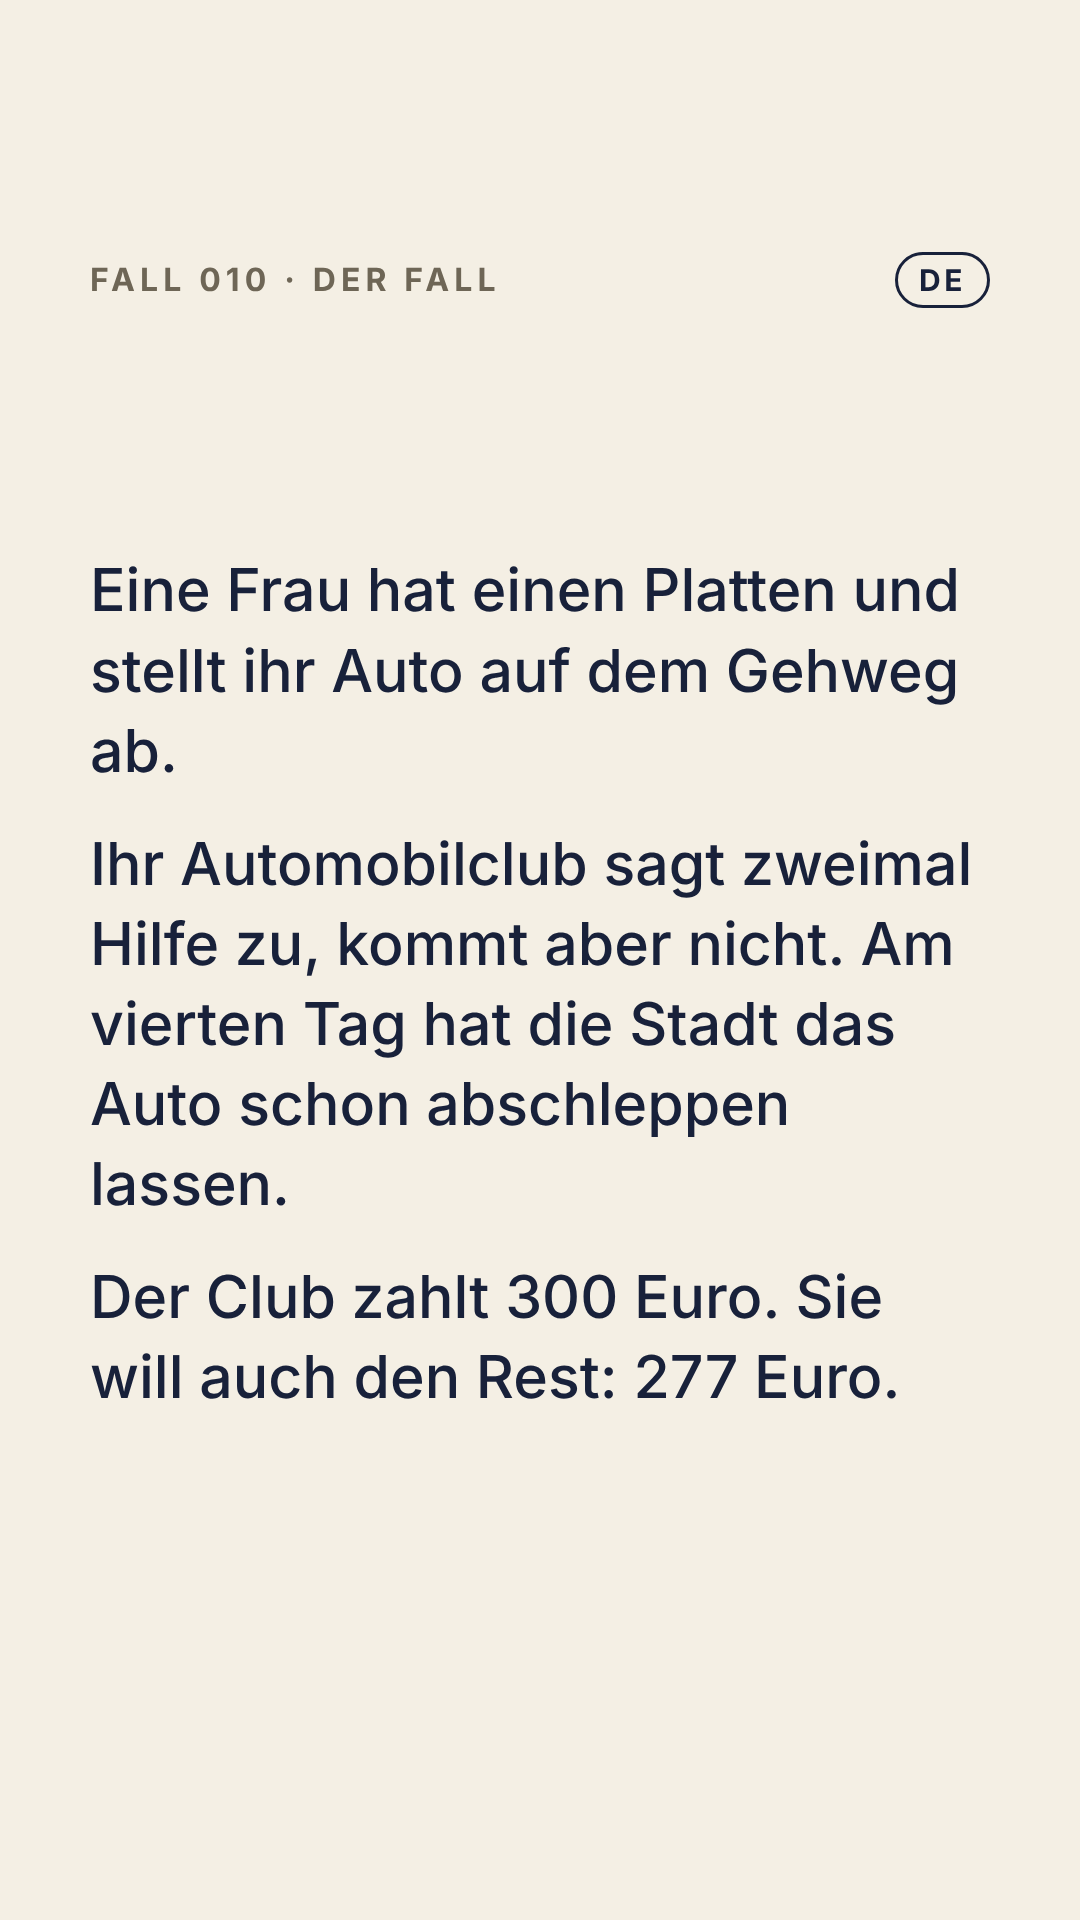 FALL 010 · DER FALL
DE
Eine Frau hat einen Platten und
stellt ihr Auto auf dem Gehweg
ab.
Ihr Automobilclub sagt zweimal
Hilfe zu, kommt aber nicht. Am
vierten Tag hat die Stadt das
Auto schon abschleppen
lassen.
Der Club zahlt 300 Euro. Sie
will auch den Rest: 277 Euro.